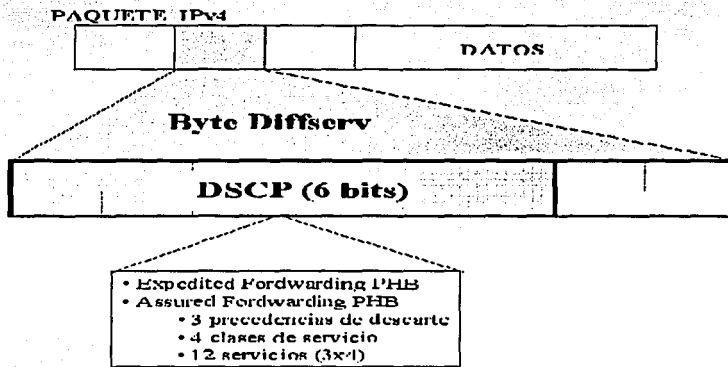 PAQUETE IPv4
DATOS
Byte Diffserv
DSCP (6 bits)
• Expedited Fordwarding PHB
• Assured Fordwarding PHB
• 3 precedencias de descarte
• 4 clases de servicio
• 12 servicios (3x4)